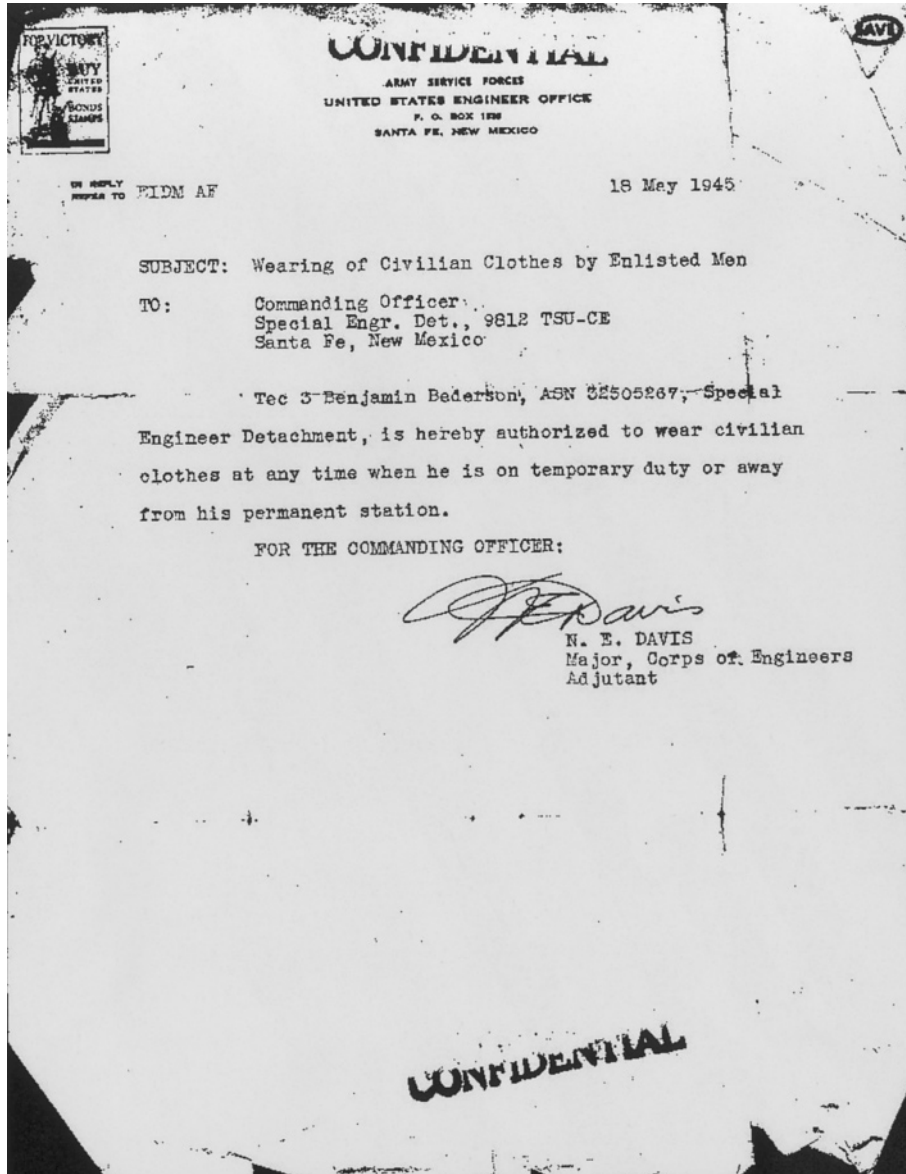 FOR VICTORY
BUY
UNITED
STATES
BONDS
STAMPS
CONFIDENTIAL
SAVE
ARMY SERVICE FORCES
UNITED STATES ENGINEER OFFICE
P. O. BOX 1539
SANTA FE, NEW MEXICO
IN REPLY
REFER TO EIDM AF
18 May 1945
SUBJECT: Wearing of Civilian Clothes by Enlisted Men
TO: Commanding Officer
Special Engr. Det., 9812 TSU-CE
Santa Fe, New Mexico
Tec 3 Benjamin Bederson, ASN 32505267, Special
Engineer Detachment, is hereby authorized to wear civilian
clothes at any time when he is on temporary duty or away
from his permanent station.
FOR THE COMMANDING OFFICER:
N E Davis
N. E. DAVIS
Major, Corps of Engineers
Adjutant
CONFIDENTIAL